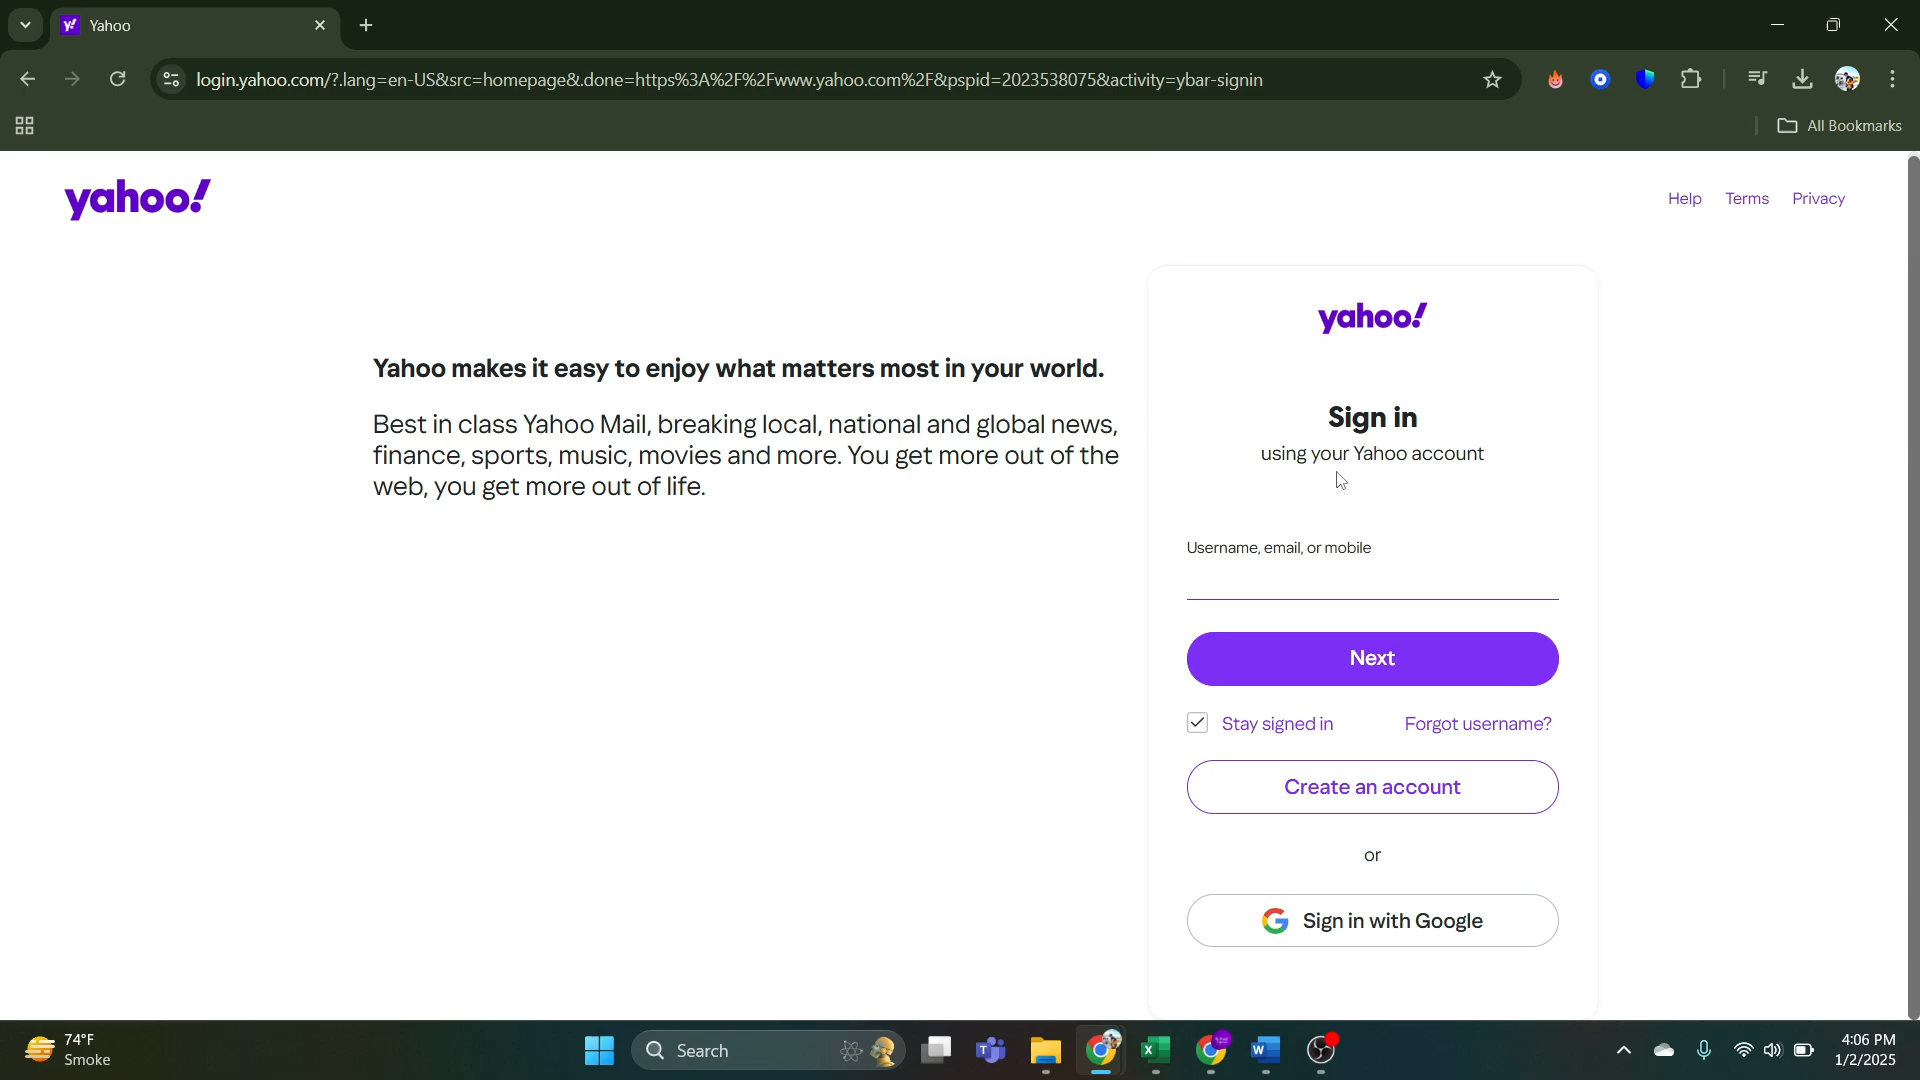 Yahoo
login.yahoo.com/?.lang=en-US&src=homepage&.done=https%3A%2F%2Fwww.yahoo.com%2F&pspid=2023538075&activity=ybar-signin
All Bookmarks
yahoo!
Help Terms Privacy
yahoo!
Yahoo makes it easy to enjoy what matters most in your world.
Best in class Yahoo Mail, breaking local, national and global news,
finance, sports, music, movies and more. You get more out of the
web, you get more out of life.
Sign in
using your Yahoo account
Username, email, or mobile
Next
Stay signed in Forgot username?
Create an account
or
Sign in with Google
74°F
Smoke
Search
4:06 PM
1/2/2025